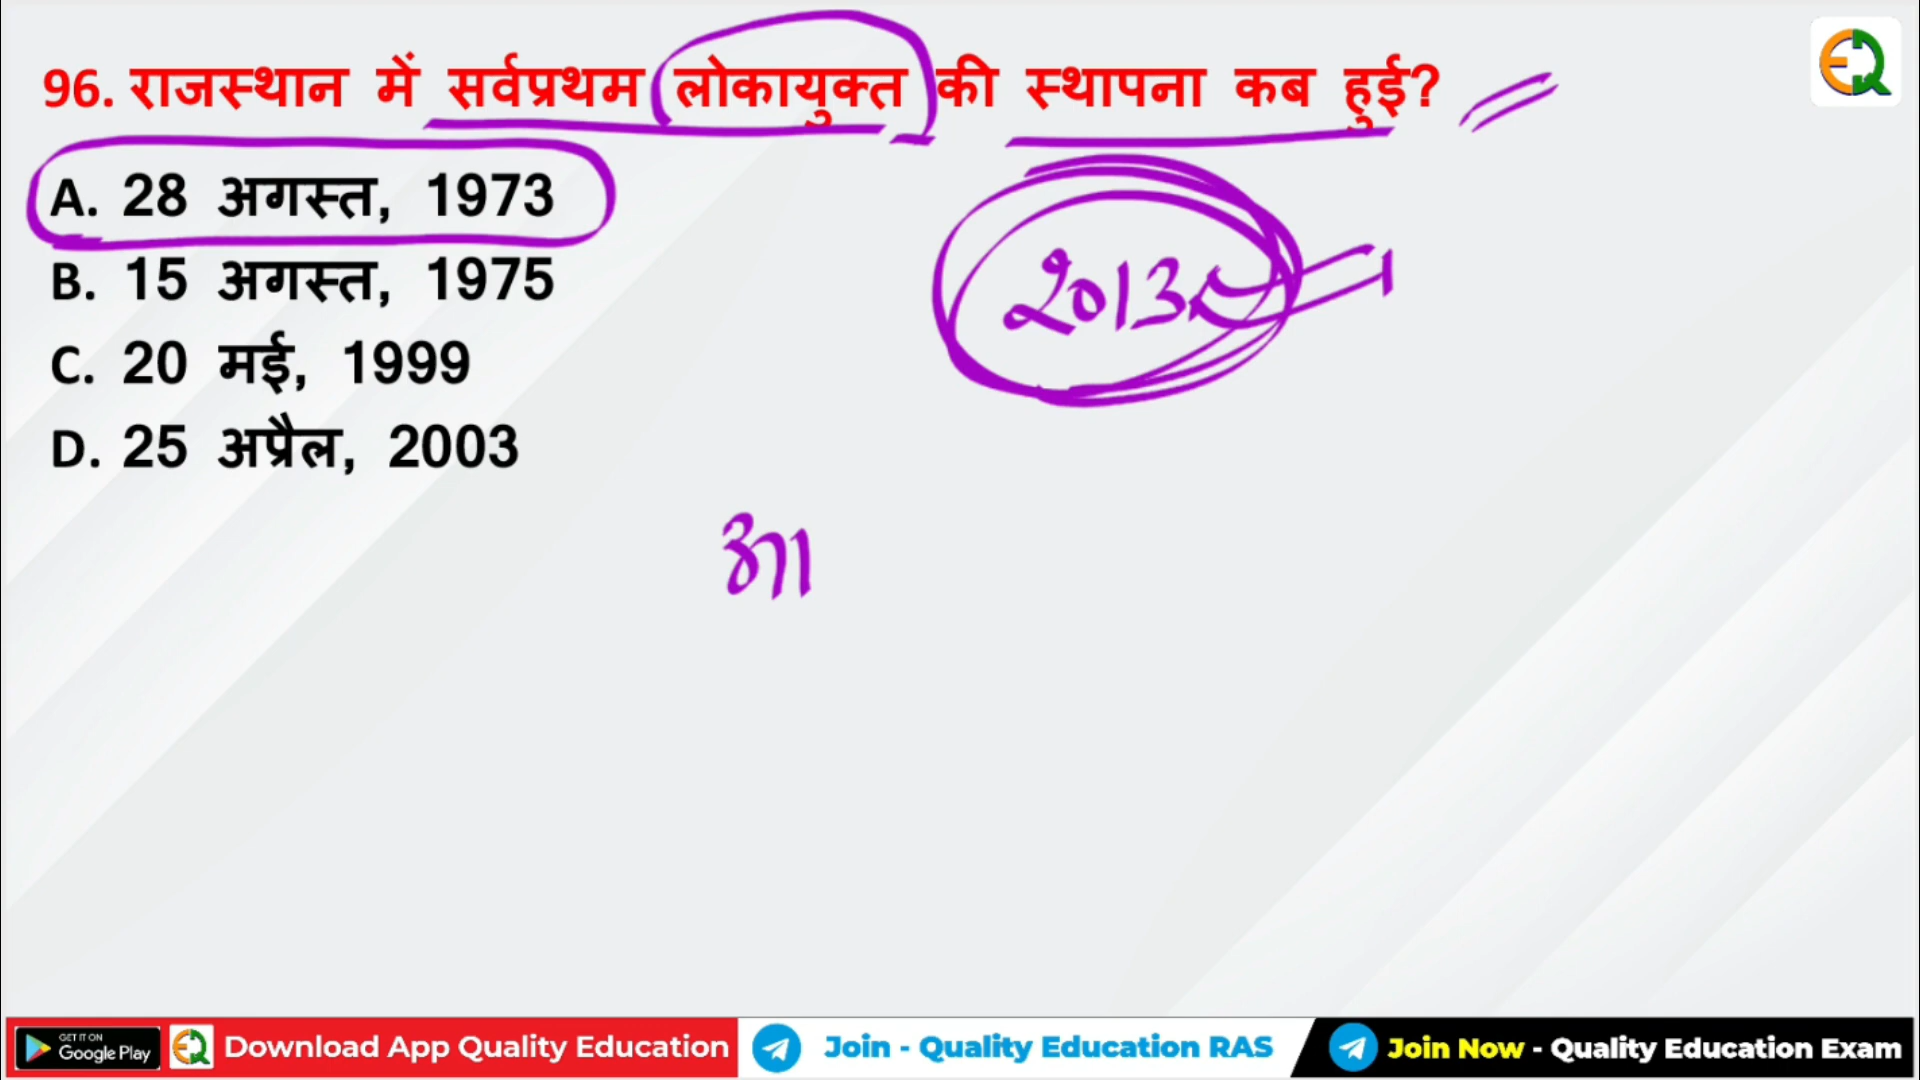 96. राजस्थान में सर्वप्रथम लोकायुक्त की स्थापना कब हुई?
A. 28 अगस्त, 1973
B. 15 अगस्त, 1975
2013
C. 20 मई, 1999
D. 25 अप्रैल, 2003
आ
GET IT ON
Google Play
Download App Quality Education
Join - Quality Education RAS
Join Now - Quality Education Exam